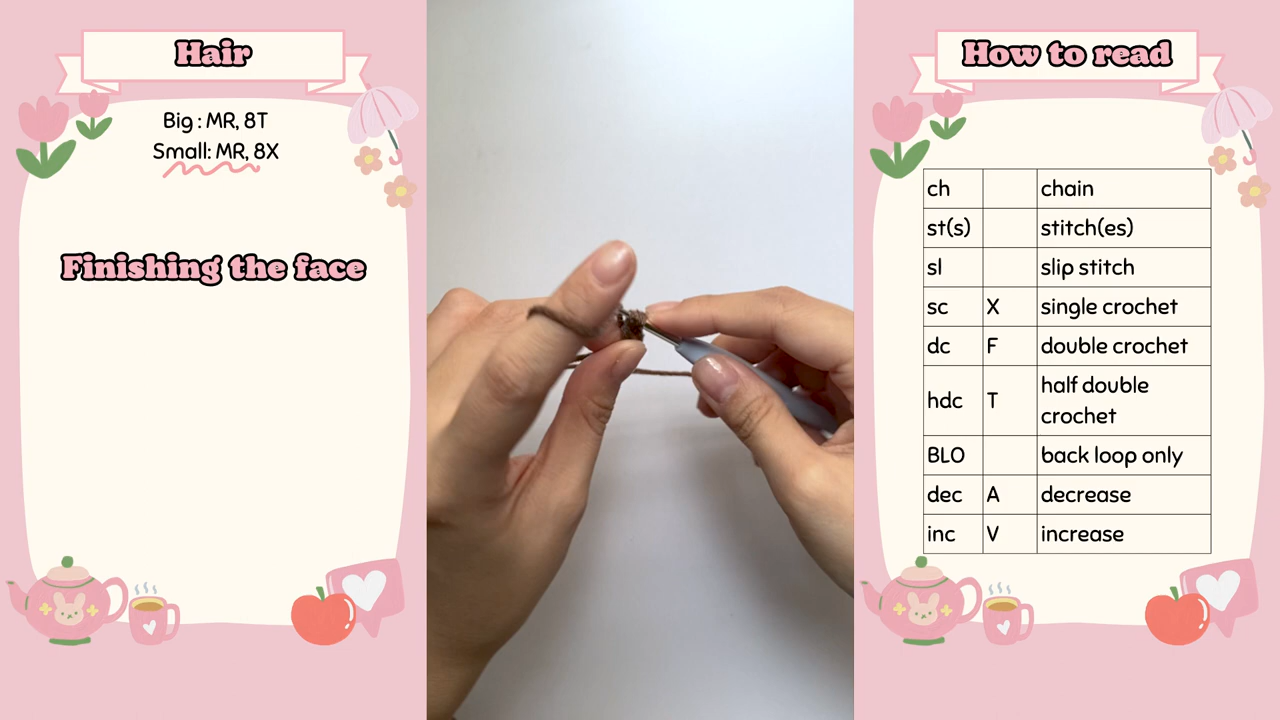 Hair
Big : MR, 8T
Small: MR, 8X
Finishing the face
How to read
ch chain
st(s) stitch(es)
sl slip stitch
sc X single crochet
dc F double crochet
hdc T half double
crochet
BLO back loop only
dec A decrease
inc V increase